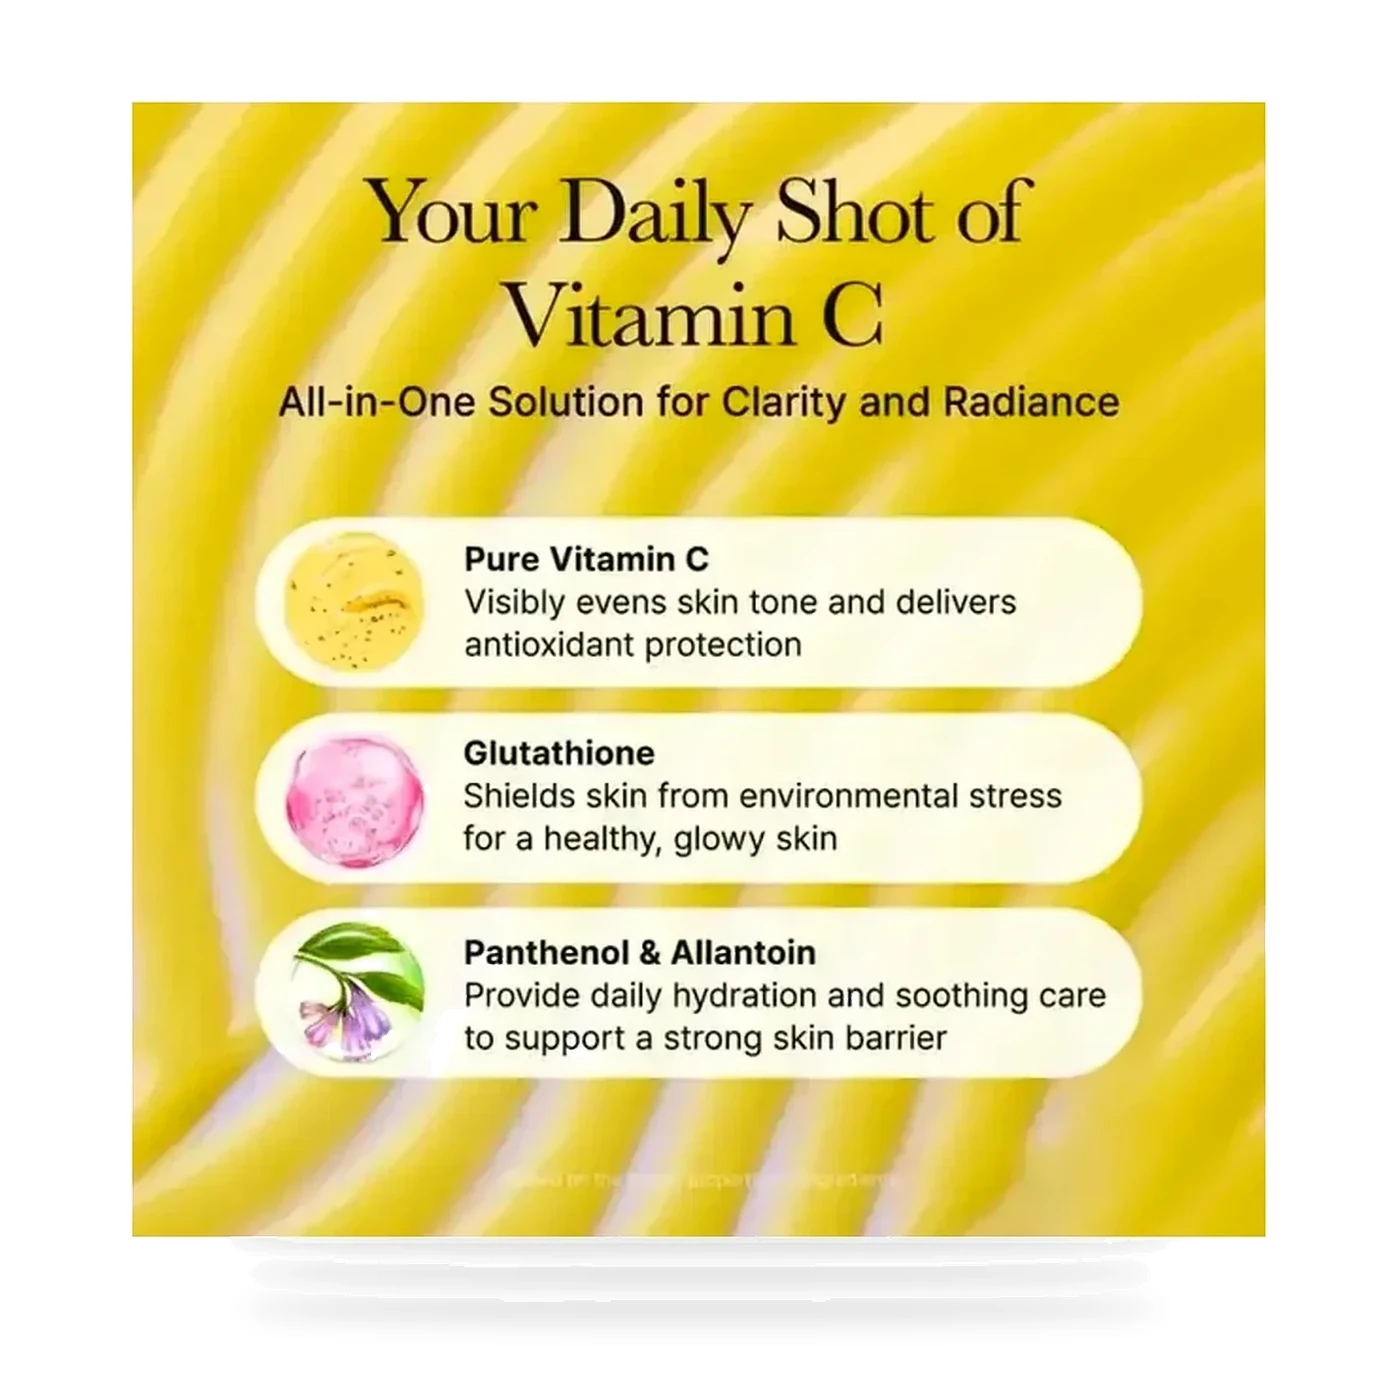 Your Daily Shot of
Vitamin C
All-in-One Solution for Clarity and Radiance
Pure Vitamin C
Visibly evens skin tone and delivers
antioxidant protection
Glutathione
Shields skin from environmental stress
for a healthy, glowy skin
Panthenol & Allantoin
Provide daily hydration and soothing care
to support a strong skin barrier
on the